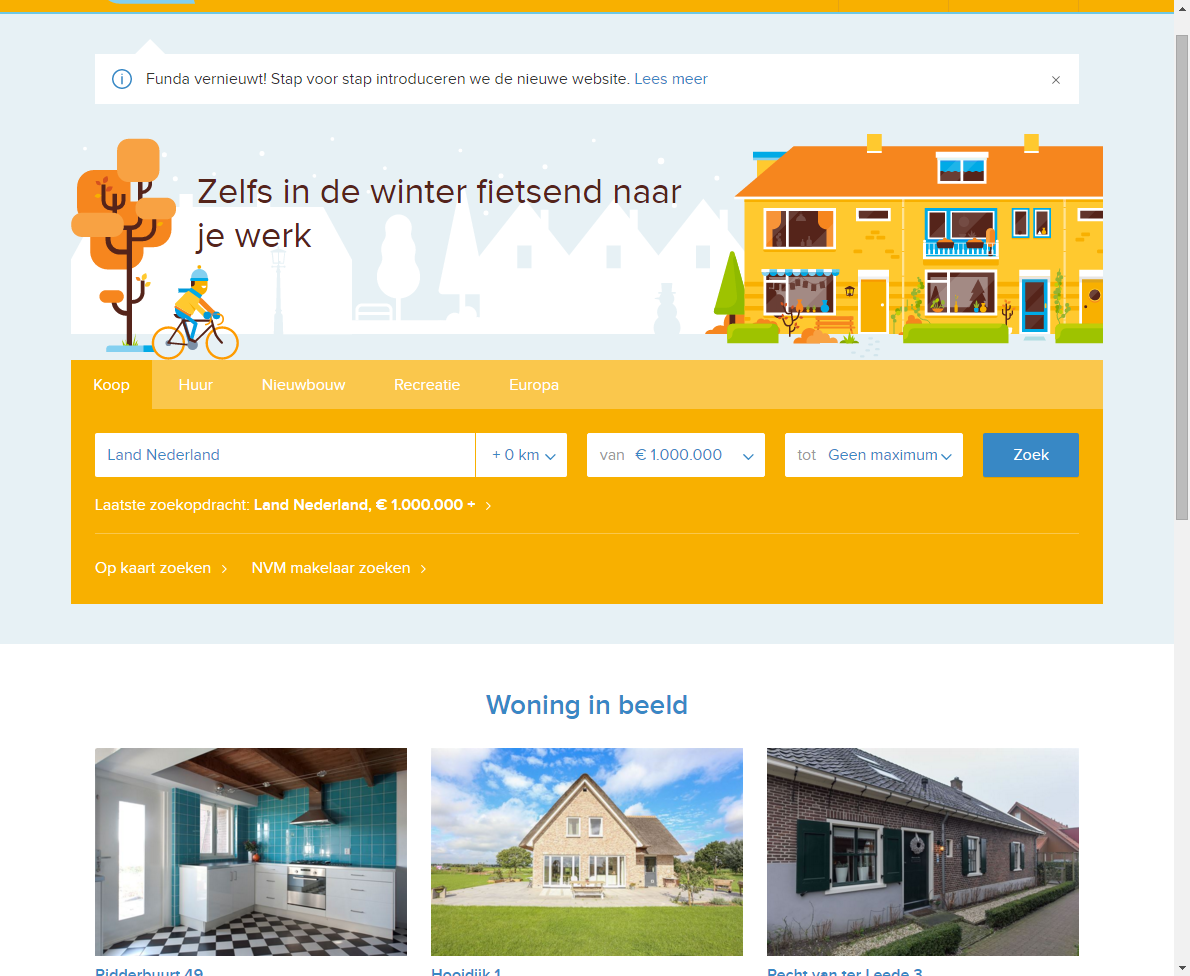 Funda vernieuwt! Stap voor stap introduceren we de nieuwe website. Lees meer
Zelfs in de winter fietsend naar
je werk
Koop
Huur
Nieuwbouw
Recreatie
Europa
Land Nederland
+ 0 km
van € 1.000.000
tot Geen maximum
Zoek
Laatste zoekopdracht: Land Nederland, € 1.000.000 +
Op kaart zoeken
NVM makelaar zoeken
Woning in beeld
Ridderbuurt 49
Hooidijk 1
Recht van ter Leede 3